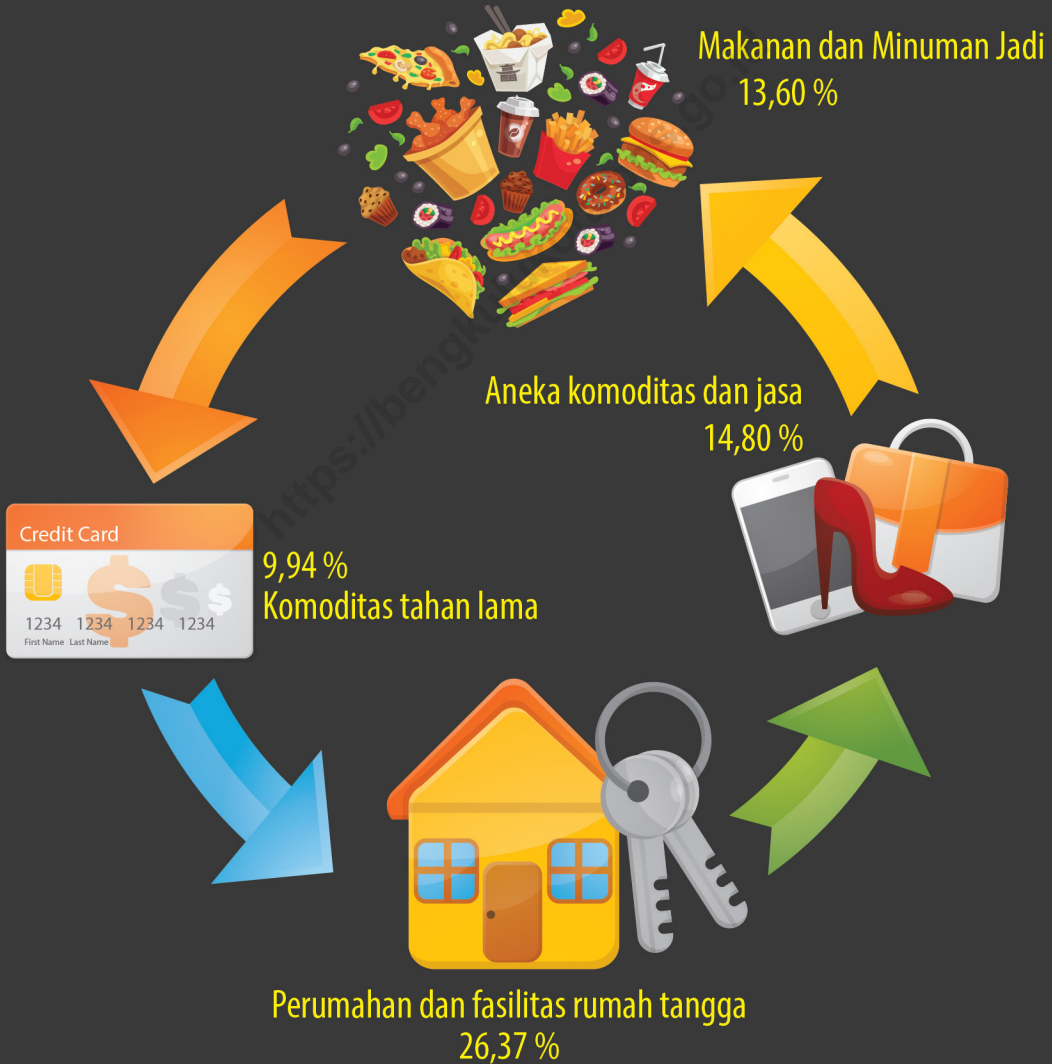 Makanan dan Minuman Jadi
13,60 %
Aneka komoditas dan jasa
14,80 %
Credit Card
1234 1234 1234 1234
First Name Last Name
9,94 %
Komoditas tahan lama
Perumahan dan fasilitas rumah tangga
26,37 %